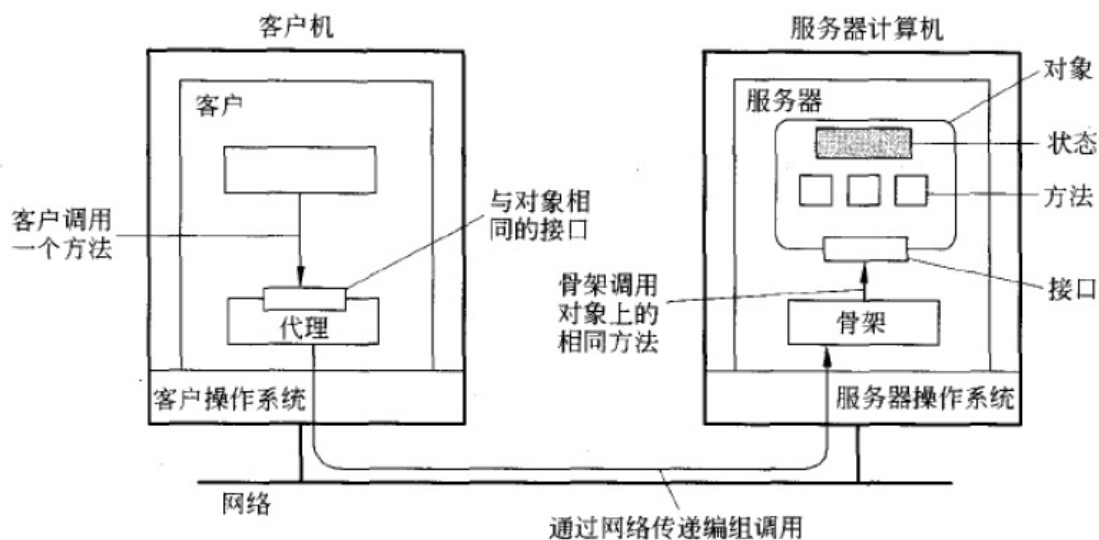 客户机
服务器计算机
客户
服务器
对象
状态
方法
接口
客户调用
一个方法
与对象相
同的接口
代理
骨架调用
对象上的
相同方法
骨架
客户操作系统
服务器操作系统
网络
通过网络传递编组调用